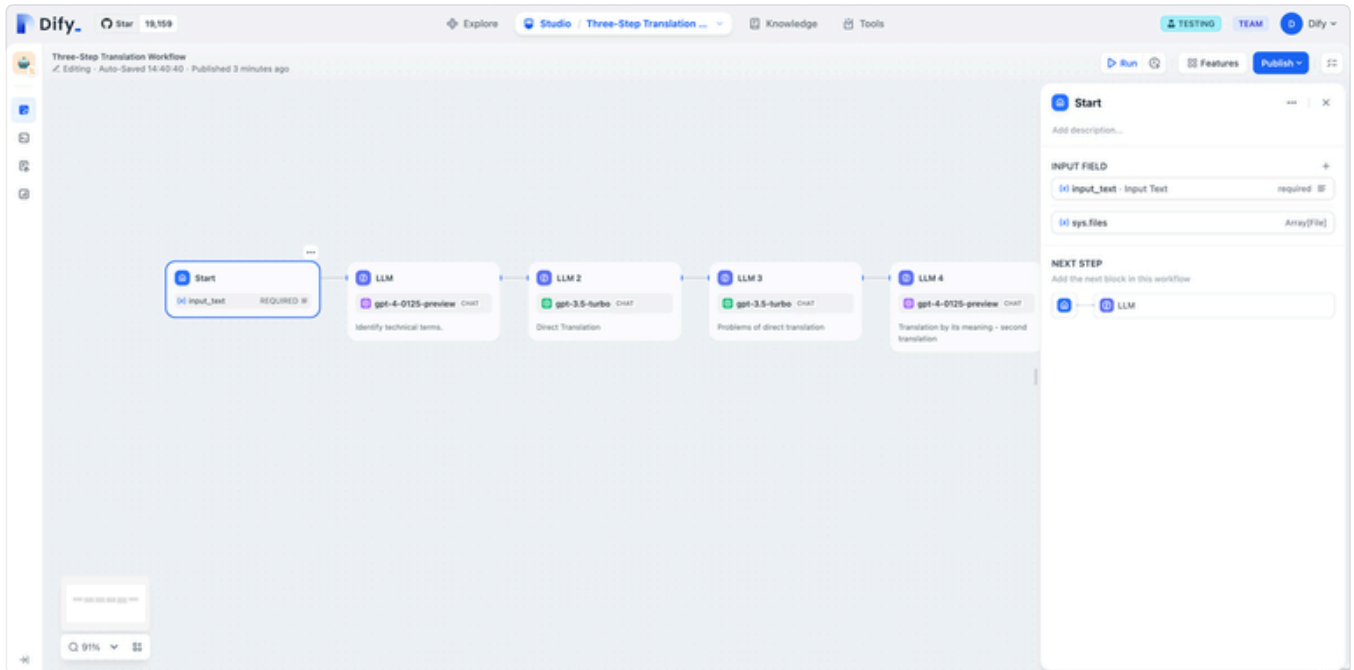 Dify_
Star 19,159
Explore
Studio / Three-Step Translation ...
Knowledge
Tools
TESTING
TEAM
D Dify
Three-Step Translation Workflow
Editing · Auto-Saved 14:40:40 · Published 3 minutes ago
Run
Features
Publish
Start
Add description...
INPUT FIELD
+
{x} input_text · Input Text required
{x} sys.files Array[File]
NEXT STEP
Add the next block in this workflow
LLM
Start
{x} input_text REQUIRED
LLM
gpt-4-0125-preview CHAT
Identify technical terms.
LLM 2
gpt-3.5-turbo CHAT
Direct Translation
LLM 3
gpt-3.5-turbo CHAT
Problems of direct translation
LLM 4
gpt-4-0125-preview CHAT
Translation by its meaning - second
translation
91%